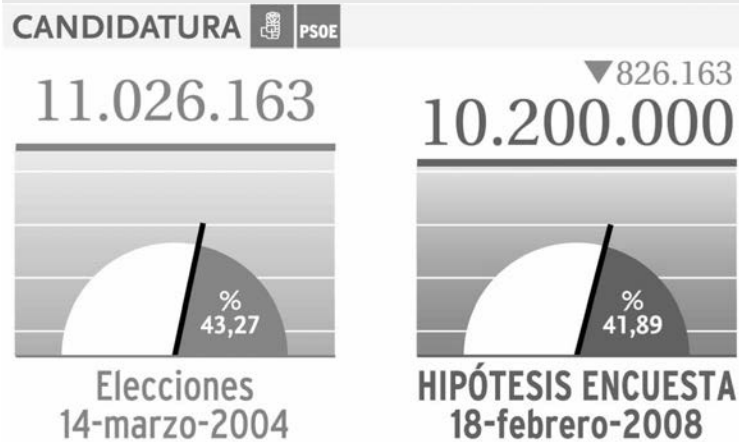 CANDIDATURA PSOE
11.026.163
%
43,27
Elecciones
14-marzo-2004
▼826.163
10.200.000
%
41,89
HIPÓTESIS ENCUESTA
18-febrero-2008